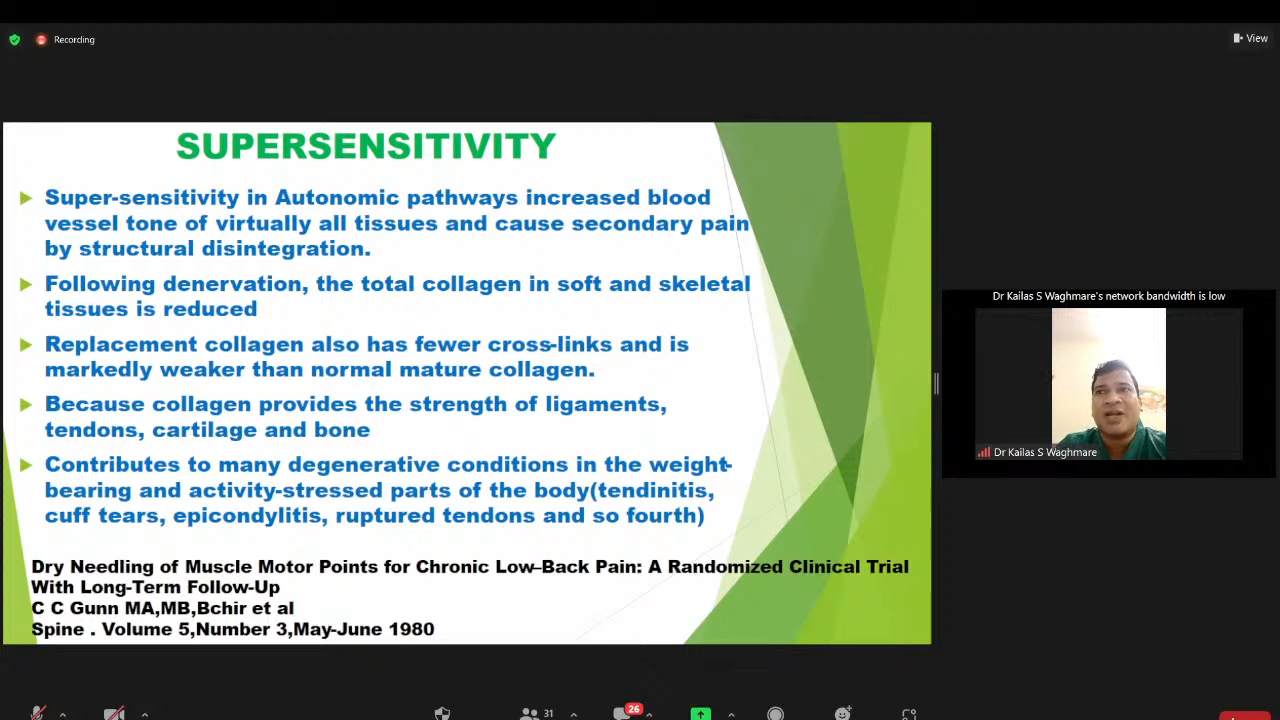 Recording
View
SUPERSENSITIVITY
Super-sensitivity in Autonomic pathways increased blood
vessel tone of virtually all tissues and cause secondary pain
by structural disintegration.
Following denervation, the total collagen in soft and skeletal
tissues is reduced
Replacement collagen also has fewer cross-links and is
markedly weaker than normal mature collagen.
Because collagen provides the strength of ligaments,
tendons, cartilage and bone
Contributes to many degenerative conditions in the weight-
bearing and activity-stressed parts of the body(tendinitis,
cuff tears, epicondylitis, ruptured tendons and so fourth)
Dry Needling of Muscle Motor Points for Chronic Low-Back Pain: A Randomized Clinical Trial
With Long-Term Follow-Up
C C Gunn MA,MB,Bchir et al
Spine . Volume 5,Number 3,May-June 1980
Dr Kailas S Waghmare's network bandwidth is low
Dr Kailas S Waghmare
31
26